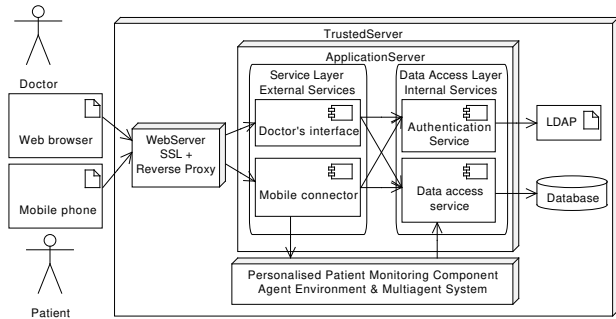 TrustedServer
ApplicationServer
Doctor
Web browser
Mobile phone
Patient
WebServer
SSL +
Reverse Proxy
Service Layer
External Services
Doctor's interface
Mobile connector
Data Access Layer
Internal Services
Authentication
Service
Data access
service
LDAP
Database
Personalised Patient Monitoring Component
Agent Environment & Multiagent System